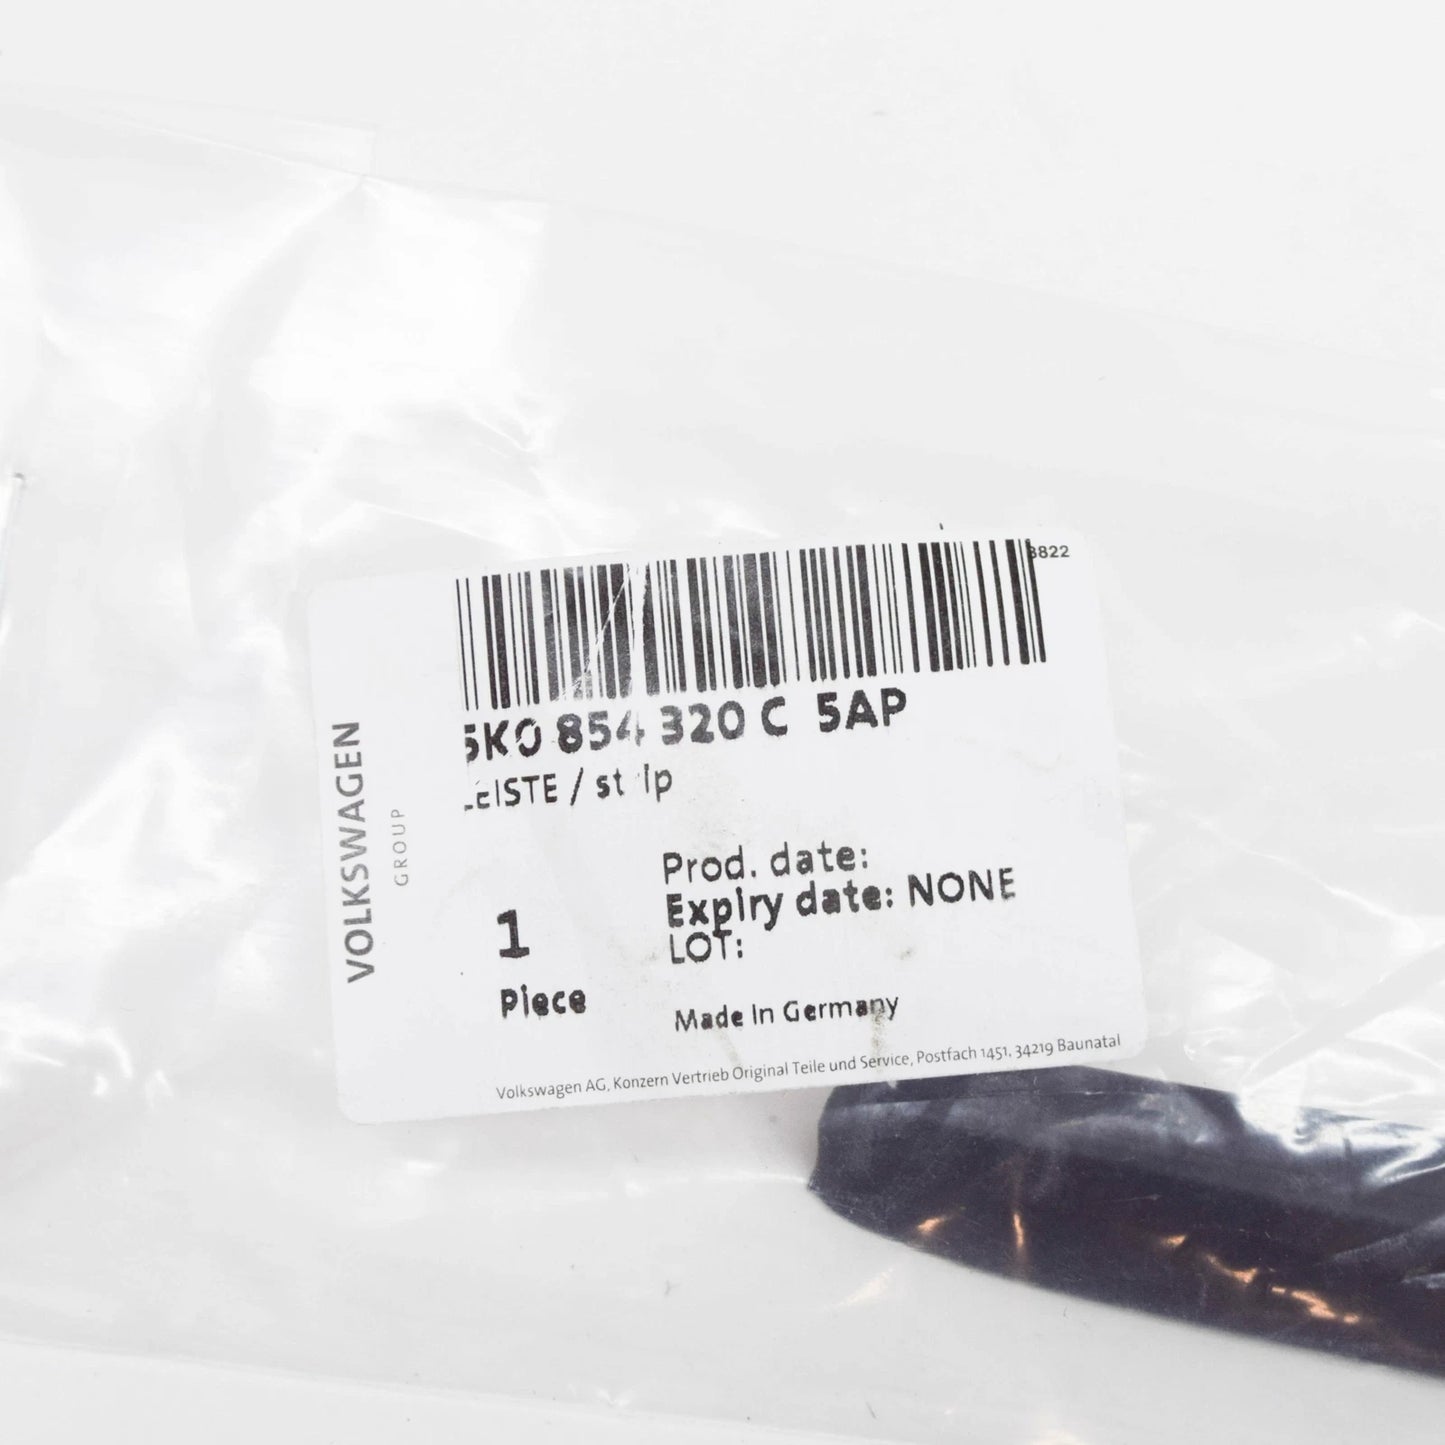 3822
5K0 854 320 C 5AP
LEISTE / strip
VOLKSWAGEN
GROUP
1
Piece
Prod. date:
Expiry date: NONE
LOT:
Made In Germany
Volkswagen AG, Konzern Vertrieb Original Teile und Service, Postfach 1451, 34219 Baunatal